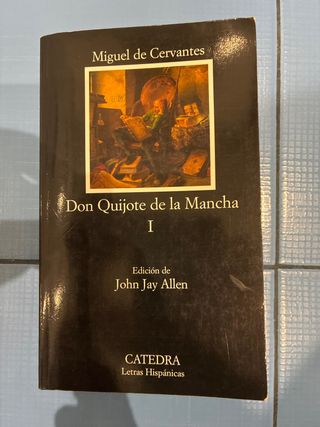 Miguel de Cervantes
Don Quijote de la Mancha
I
Edición de
John Jay Allen
CATEDRA
Letras Hispánicas